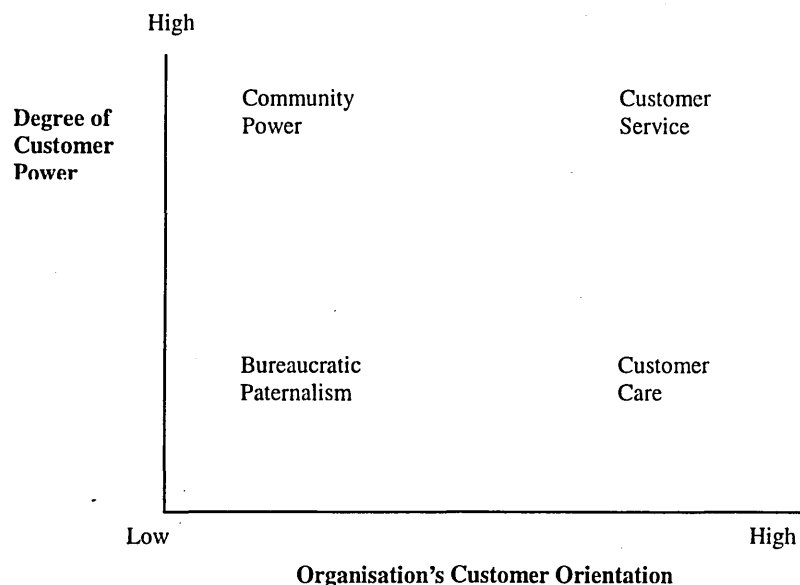 High
Degree of
Customer
Power
Community
Power
Customer
Service
Bureaucratic
Paternalism
Customer
Care
Low
High
Organisation's Customer Orientation